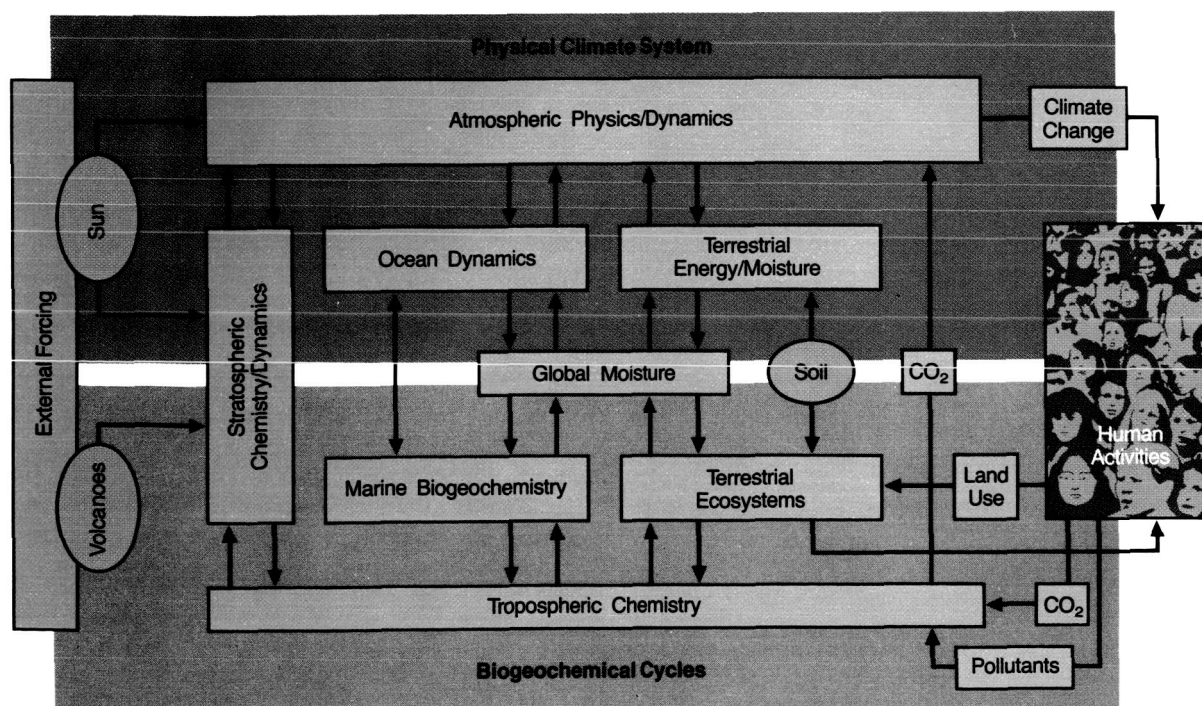 Physical Climate System
Atmospheric Physics/Dynamics
Climate
Change
External Forcing
Sun
Stratospheric
Chemistry/Dynamics
Ocean Dynamics
Terrestrial
Energy/Moisture
Global Moisture
Soil
CO₂
Human
Activities
Volcanoes
Marine Biogeochemistry
Terrestrial
Ecosystems
Land
Use
Tropospheric Chemistry
CO₂
Pollutants
Biogeochemical Cycles